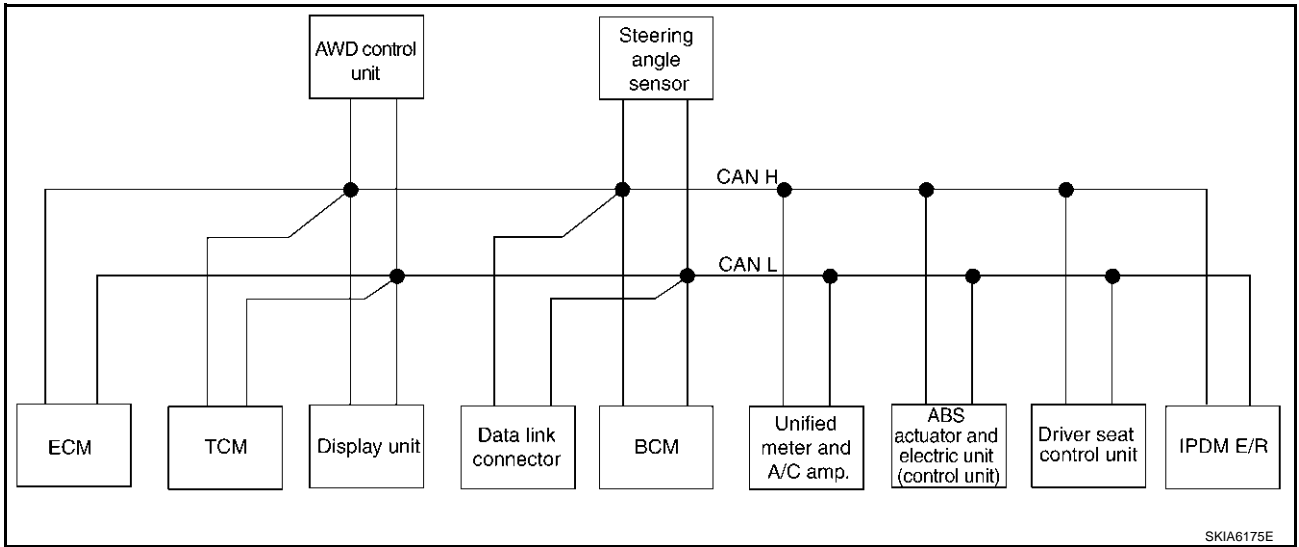 AWD control
unit
Steering
angle
sensor
CAN H
CAN L
ECM
TCM
Display unit
Data link
connector
BCM
Unified
meter and
A/C amp.
ABS
actuator and
electric unit
(control unit)
Driver seat
control unit
IPDM E/R
SKIA6175E